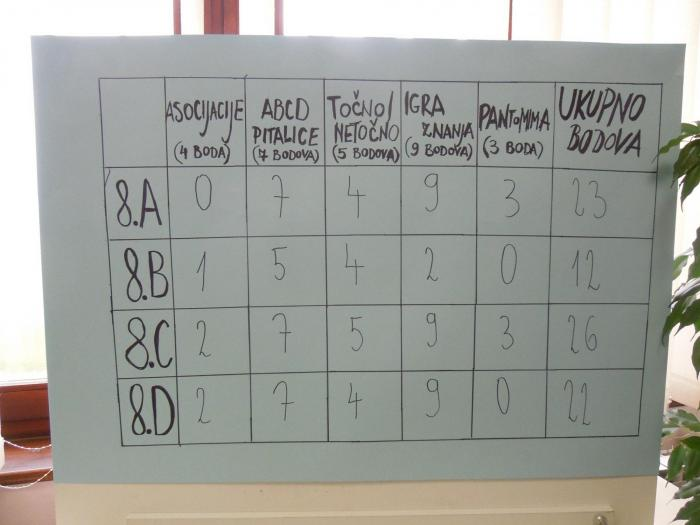 ASOCIJACIJE (4 BODA) ABCD PITALICE (7 BODOVA) TOČNO/ NETOČNO (5 BODOVA) IGRA ZNANJA (9 BODOVA) PANTOMIMA (3 BODA) UKUPNO BODOVA
8.A 0 7 4 9 3 23
8.B 1 5 4 2 0 12
8.C 2 7 5 9 3 26
8.D 2 7 4 9 0 22